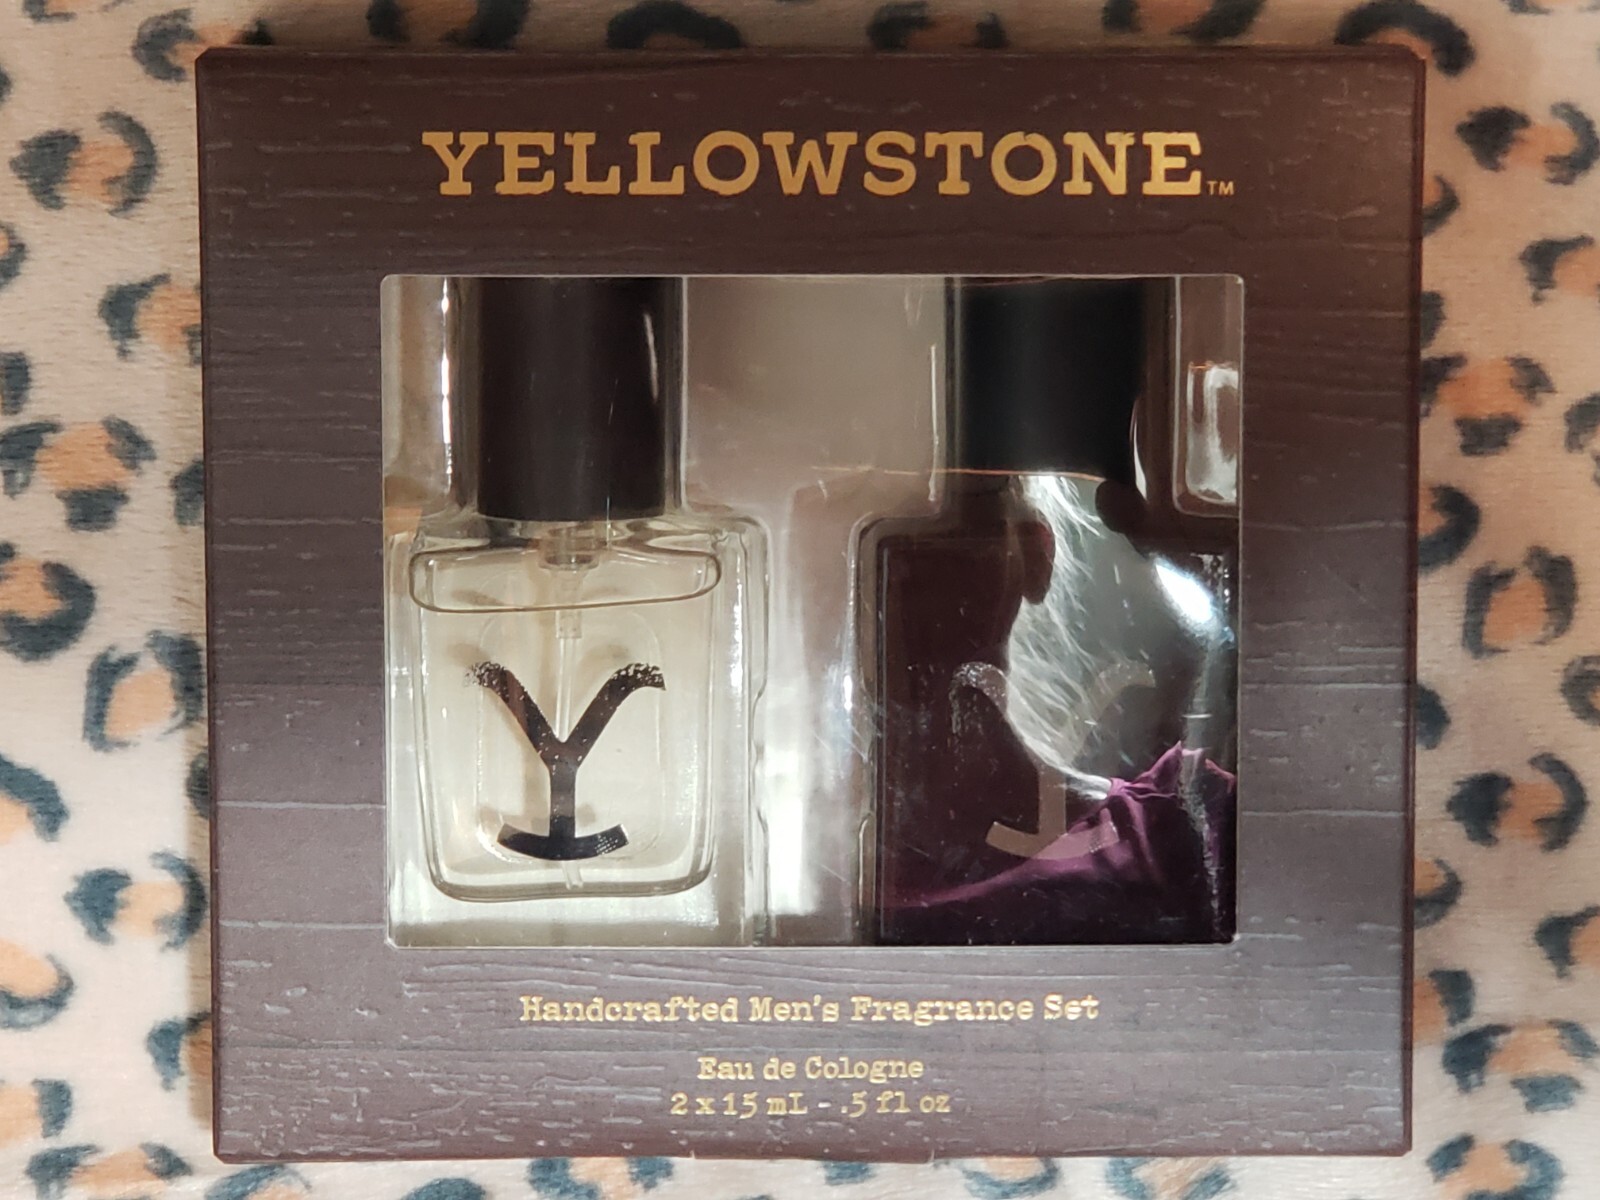 YELLOWSTONE™
Y
Y
Handcrafted Men's Fragrance Set
Eau de Cologne
2 x 15 mL - .5 fl oz